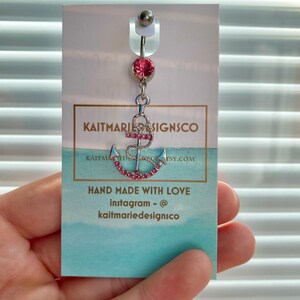 KAITMARIEDESIGNSCO
HAND MADE WITH LOVE
instagram - @
kaitmariedesignsco